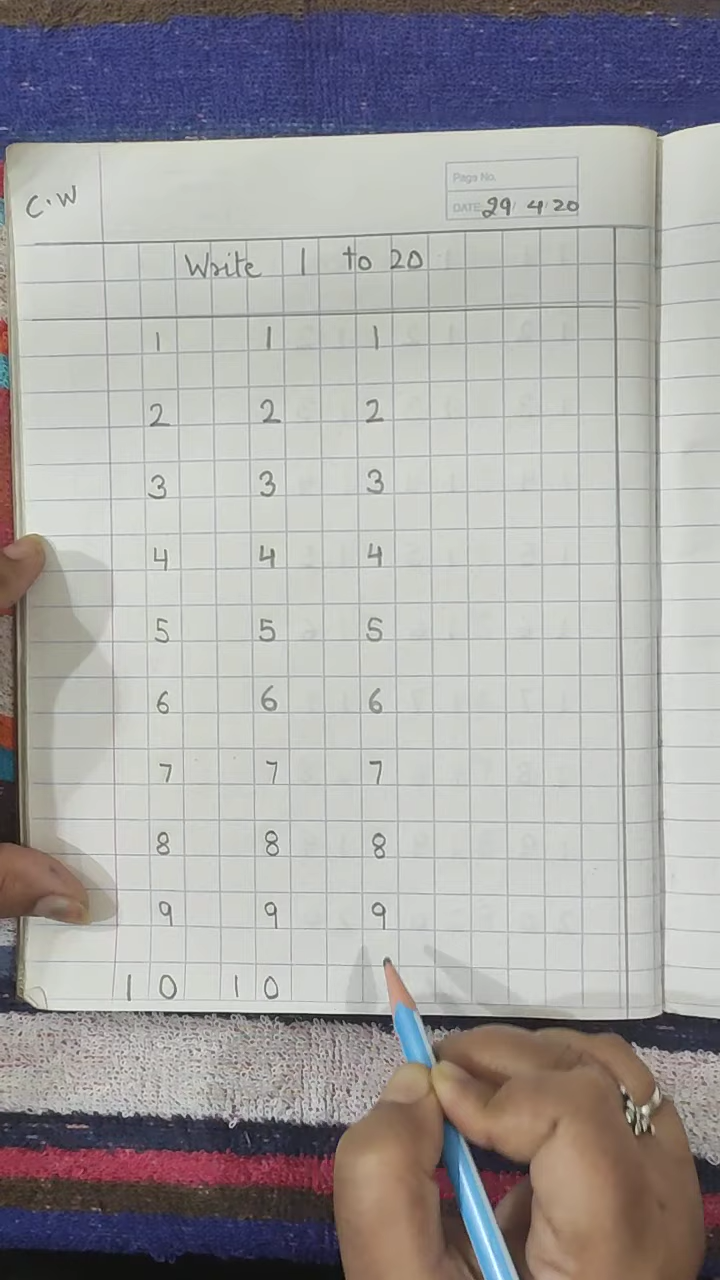 C.W
Page No.
DATE: 29/4/20
Write 1 to 20
1 1 1
2 2 2
3 3 3
4 4 4
5 5 5
6 6 6
7 7 7
8 8 8
9 9 9
10 10